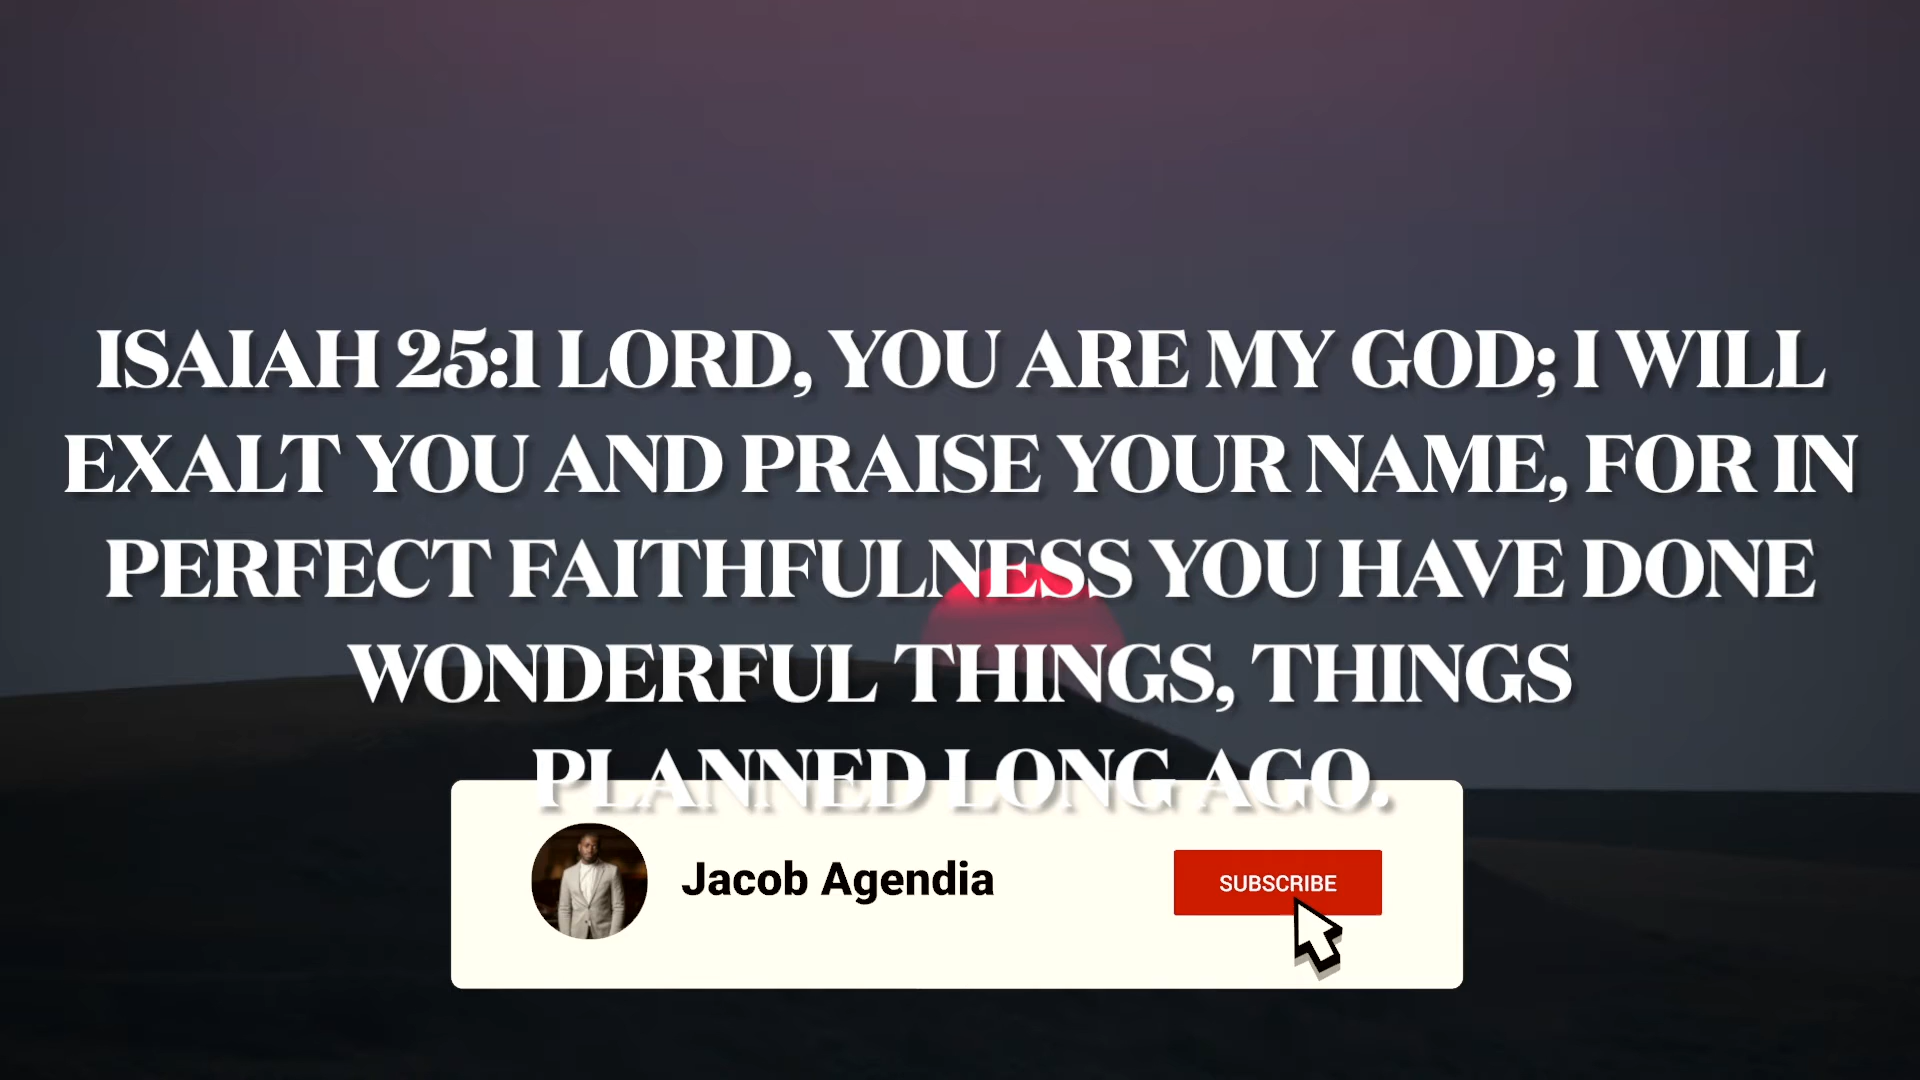 ISAIAH 25:1 LORD, YOU ARE MY GOD; I WILL
EXALT YOU AND PRAISE YOUR NAME, FOR IN
PERFECT FAITHFULNESS YOU HAVE DONE
WONDERFUL THINGS, THINGS
PLANNED LONG AGO.
Jacob Agendia
SUBSCRIBE